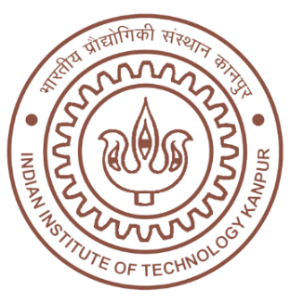 भारतीय प्रौद्योगिकी संस्थान कानपुर
INDIAN INSTITUTE OF TECHNOLOGY KANPUR